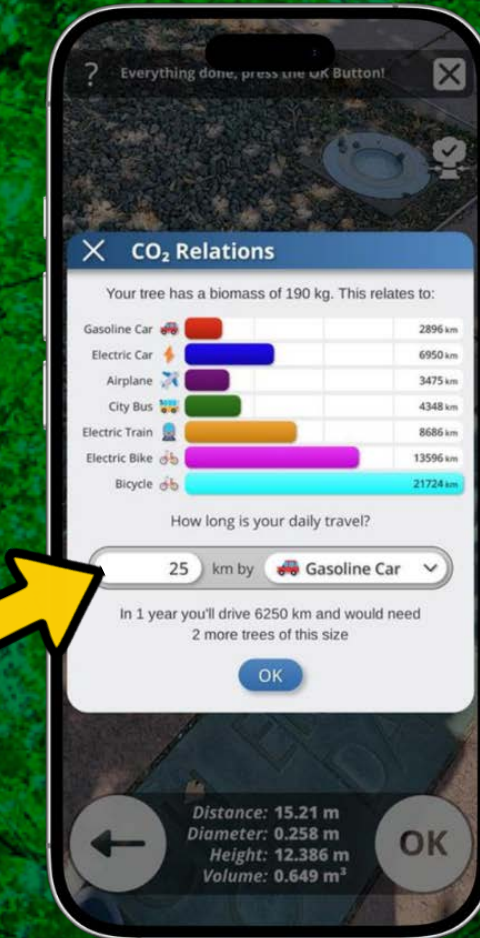 ? Everything done, press the OK Button!
CO₂ Relations
Your tree has a biomass of 190 kg. This relates to:
Gasoline Car 2896 km
Electric Car 6950 km
Airplane 3475 km
City Bus 4348 km
Electric Train 8686 km
Electric Bike 13596 km
Bicycle 21724 km
How long is your daily travel?
25 km by Gasoline Car
In 1 year you'll drive 6250 km and would need
2 more trees of this size
OK
Distance: 15.21 m
Diameter: 0.258 m
Height: 12.386 m
Volume: 0.649 m³
OK